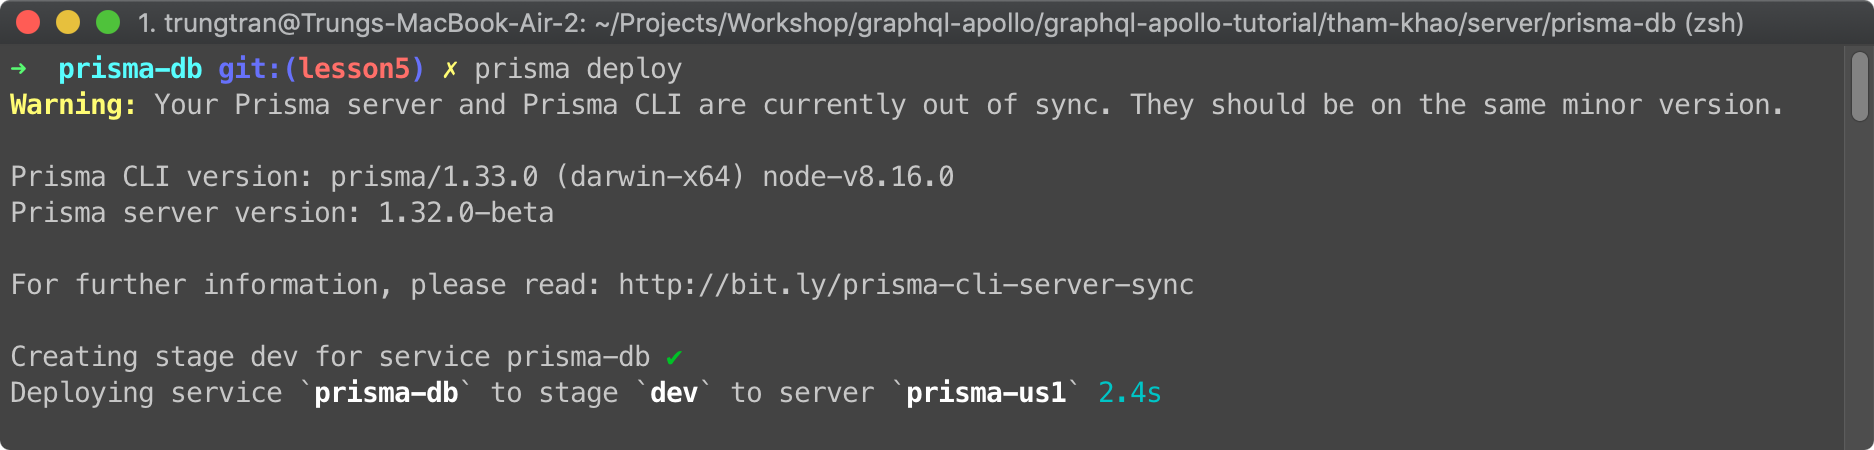 1. trungtran@Trungs-MacBook-Air-2: ~/Projects/Workshop/graphql-apollo/graphql-apollo-tutorial/tham-khao/server/prisma-db (zsh)
➜  prisma-db git:(lesson5) ✗ prisma deploy
Warning: Your Prisma server and Prisma CLI are currently out of sync. They should be on the same minor version.
Prisma CLI version: prisma/1.33.0 (darwin-x64) node-v8.16.0
Prisma server version: 1.32.0-beta
For further information, please read: http://bit.ly/prisma-cli-server-sync
Creating stage dev for service prisma-db ✔
Deploying service `prisma-db` to stage `dev` to server `prisma-us1` 2.4s